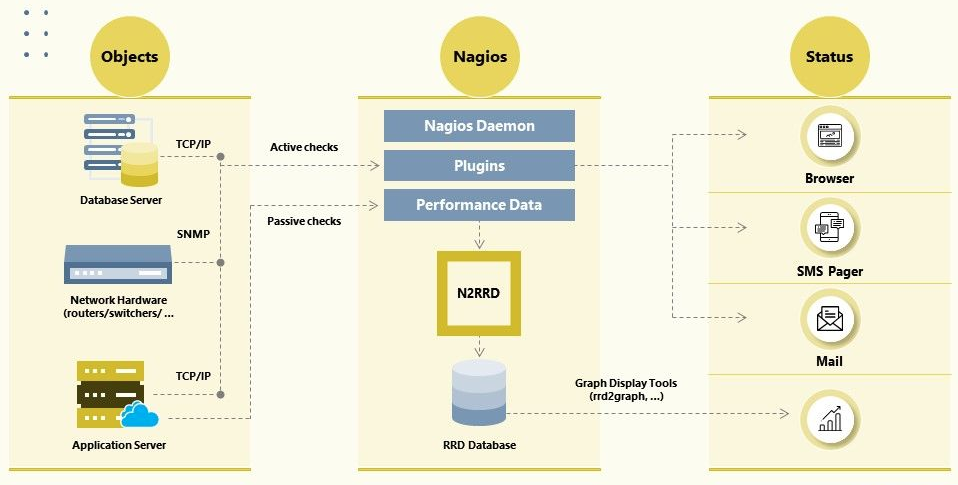 Objects
Nagios
Status
TCP/IP
Database Server
SNMP
Network Hardware
(routers/switchers/ ...
TCP/IP
Application Server
Active checks
Passive checks
Nagios Daemon
Plugins
Performance Data
N2RRD
RRD Database
Graph Display Tools
(rrd2graph, ...)
Browser
SMS Pager
Mail